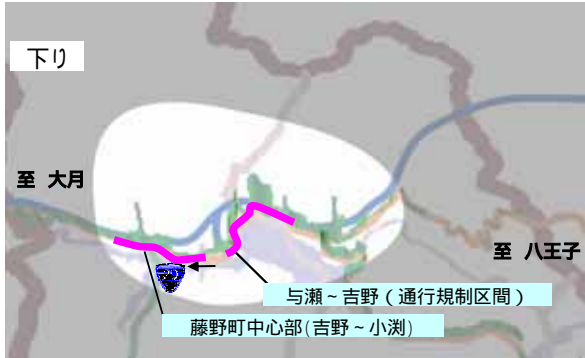 下り
至 大月
至 八王子
与瀬～吉野（通行規制区間）
藤野町中心部(吉野～小渕)